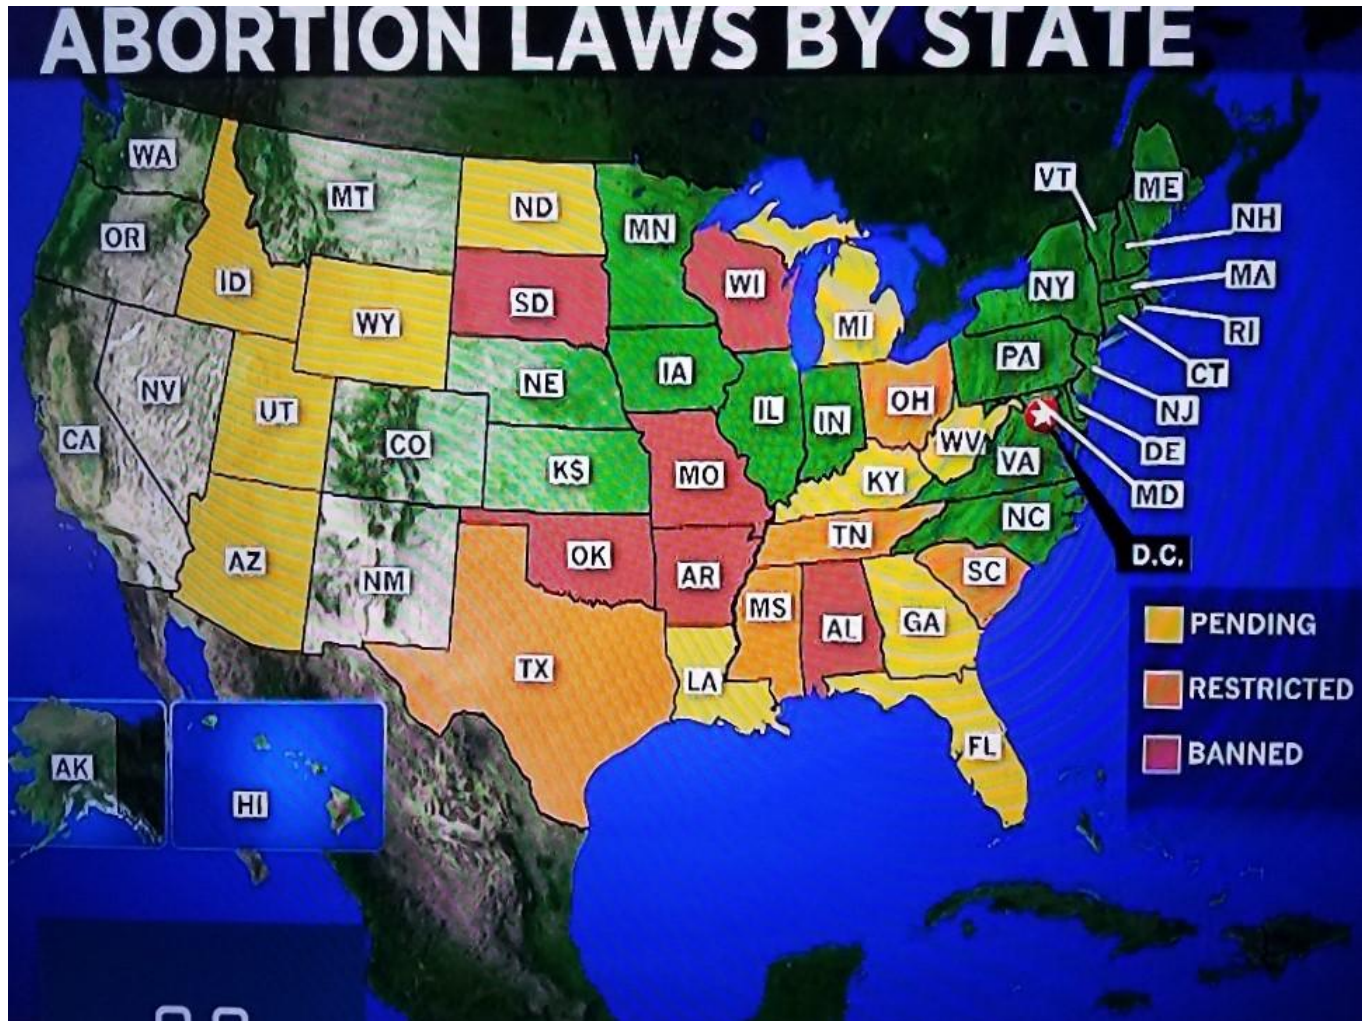 ABORTION LAWS BY STATE
WA
MT
ND
MN
VT
ME
NH
OR
ID
SD
WI
NY
MA
WY
MI
RI
PA
CT
NV
UT
NE
IA
IL
IN
OH
NJ
CA
CO
KS
MO
KY
WV
VA
DE
MD
AZ
NM
OK
AR
TN
NC
D.C.
SC
MS
AL
GA
TX
LA
FL
PENDING
RESTRICTED
BANNED
AK
HI